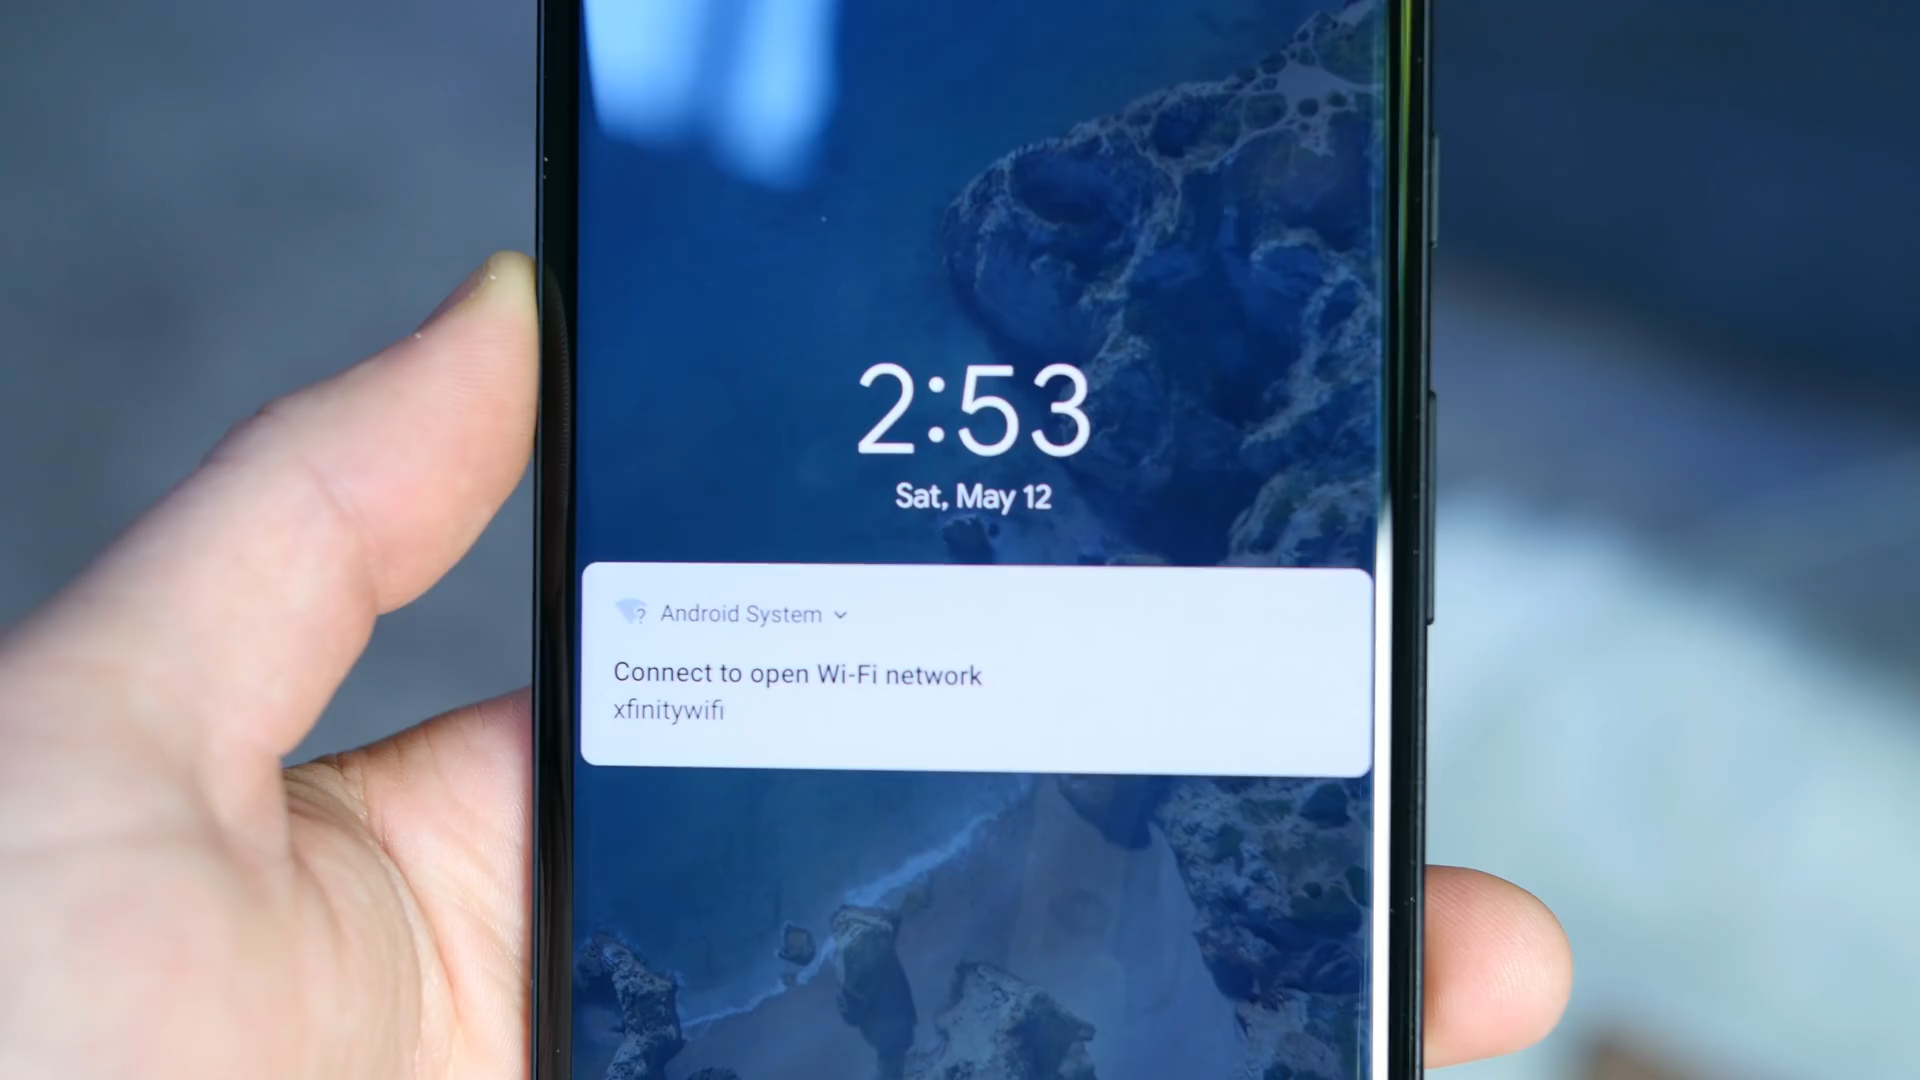 2:53
Sat, May 12
Android System
Connect to open Wi-Fi network
xfinitywifi